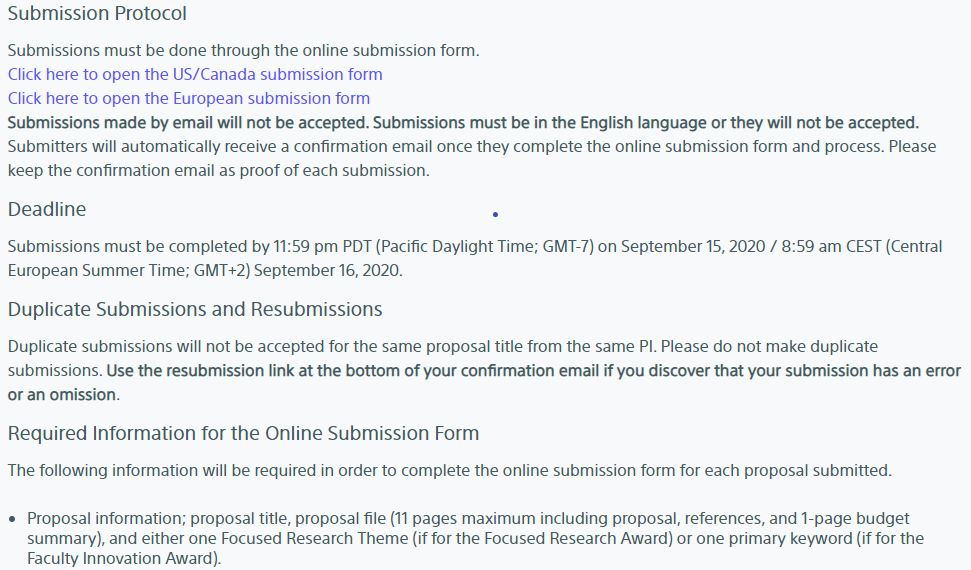 Submission Protocol
Submissions must be done through the online submission form.
Click here to open the US/Canada submission form
Click here to open the European submission form
Submissions made by email will not be accepted. Submissions must be in the English language or they will not be accepted.
Submitters will automatically receive a confirmation email once they complete the online submission form and process. Please
keep the confirmation email as proof of each submission.
Deadline
Submissions must be completed by 11:59 pm PDT (Pacific Daylight Time; GMT-7) on September 15, 2020 / 8:59 am CEST (Central
European Summer Time; GMT+2) September 16, 2020.
Duplicate Submissions and Resubmissions
Duplicate submissions will not be accepted for the same proposal title from the same PI. Please do not make duplicate
submissions. Use the resubmission link at the bottom of your confirmation email if you discover that your submission has an error
or an omission.
Required Information for the Online Submission Form
The following information will be required in order to complete the online submission form for each proposal submitted.
• Proposal information; proposal title, proposal file (11 pages maximum including proposal, references, and 1-page budget
summary), and either one Focused Research Theme (if for the Focused Research Award) or one primary keyword (if for the
Faculty Innovation Award).